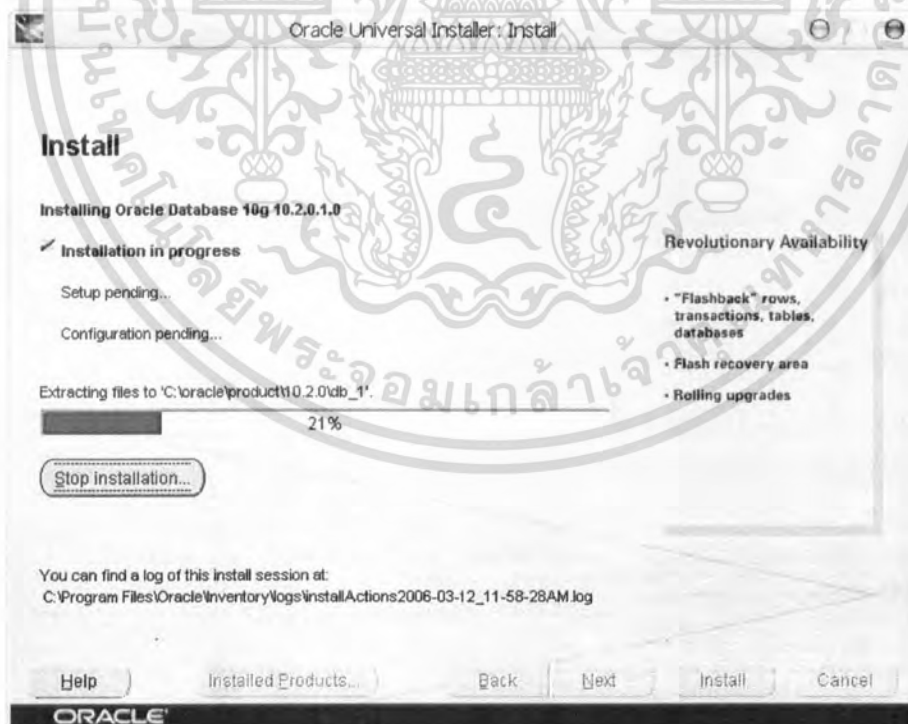 Oracle Universal Installer: Install
Install
Installing Oracle Database 10g 10.2.0.1.0
Installation in progress
Setup pending...
Configuration pending...
Extracting files to 'C:\oracle\product\10.2.0\db_1'.
21%
Stop installation...
Revolutionary Availability
• "Flashback" rows,
transactions, tables,
databases
• Flash recovery area
• Rolling upgrades
You can find a log of this install session at:
C:\Program Files\Oracle\Inventory\logs\installActions2006-03-12_11-58-28AM.log
Help
Installed Products...
Back
Next
Install
Cancel
ORACLE